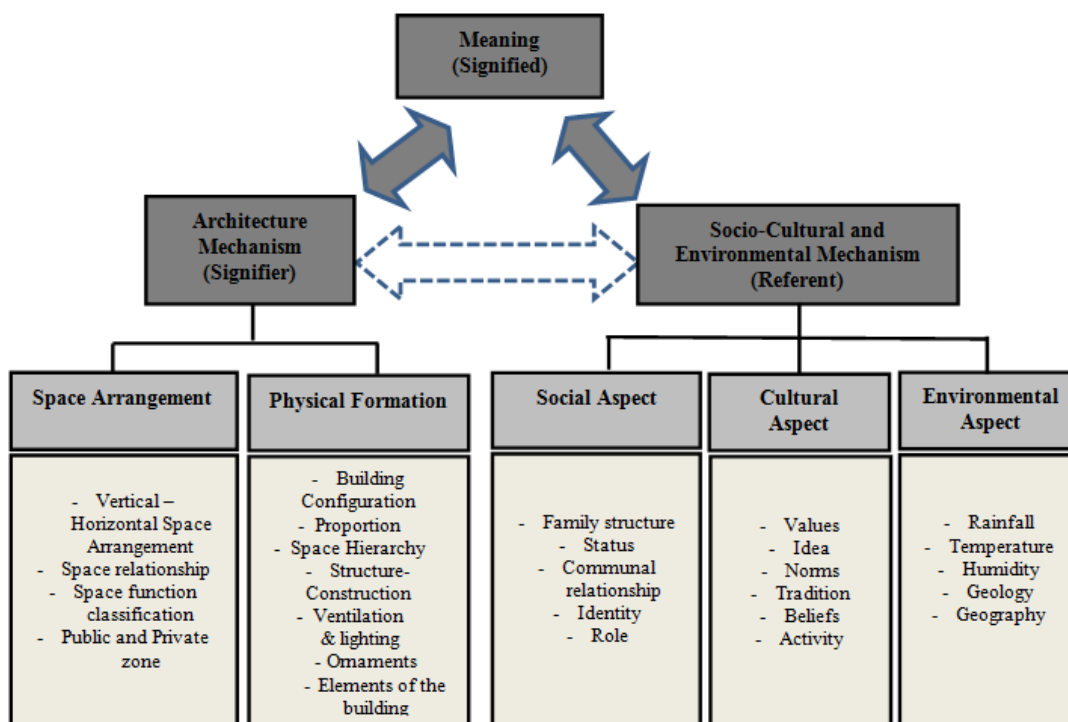 Meaning
(Signified)
Architecture
Mechanism
(Signifier)
Socio-Cultural and
Environmental Mechanism
(Referent)
Space Arrangement
- Vertical –
Horizontal Space
Arrangement
- Space relationship
- Space function
classification
- Public and Private
zone
Physical Formation
- Building
Configuration
- Proportion
- Space Hierarchy
- Structure-
Construction
- Ventilation
& lighting
- Ornaments
- Elements of the
building
Social Aspect
- Family structure
- Status
- Communal
relationship
- Identity
- Role
Cultural
Aspect
- Values
- Idea
- Norms
- Tradition
- Beliefs
- Activity
Environmental
Aspect
- Rainfall
- Temperature
- Humidity
- Geology
- Geography